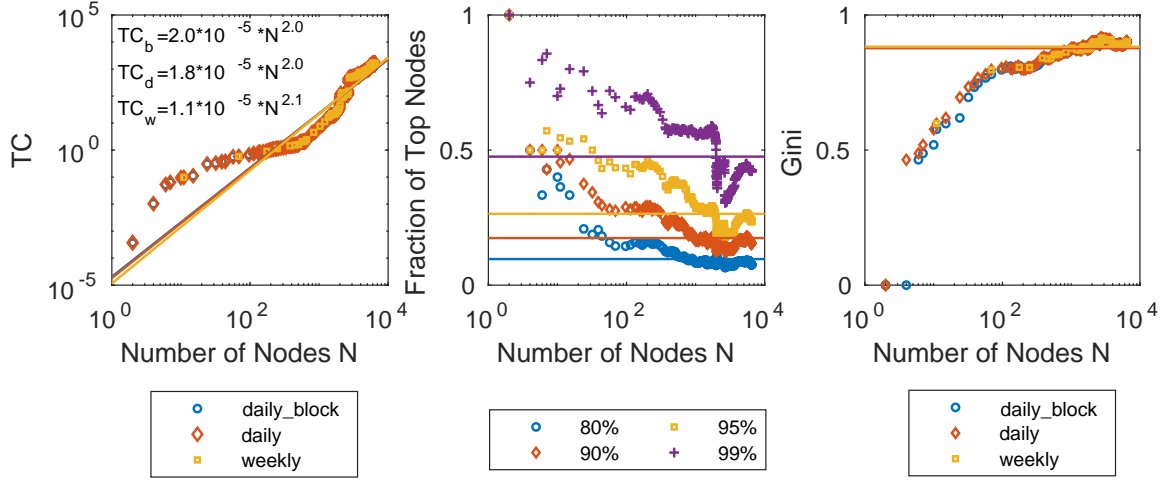 10^5
TC_b=2.0*10^-5*N^2.0
TC_d=1.8*10^-5*N^2.0
TC_w=1.1*10^-5*N^2.1
10^0
10^-5
TC
10^0
10^2
10^4
Number of Nodes N
daily_block
daily
weekly
1
0.5
0
Fraction of Top Nodes
10^0
10^2
10^4
Number of Nodes N
80%
95%
90%
99%
1
0.5
0
Gini
10^0
10^2
10^4
Number of Nodes N
daily_block
daily
weekly